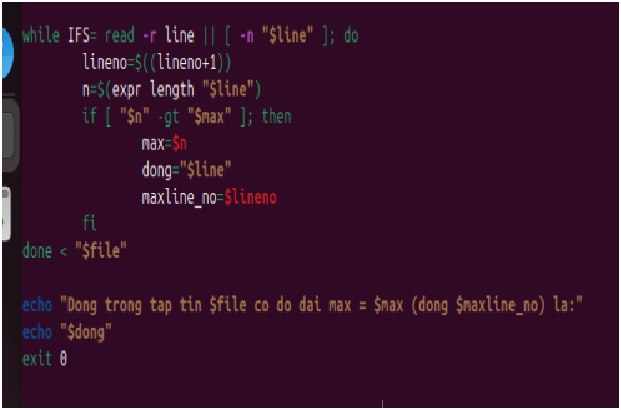 while IFS= read -r line || [ -n "$line" ]; do
        lineno=$((lineno+1))
        n=$(expr length "$line")
        if [ "$n" -gt "$max" ]; then
                max=$n
                dong="$line"
                maxline_no=$lineno
        fi
done < "$file"

echo "Dong trong tap tin $file co do dai max = $max (dong $maxline_no) la:"
echo "$dong"
exit 0